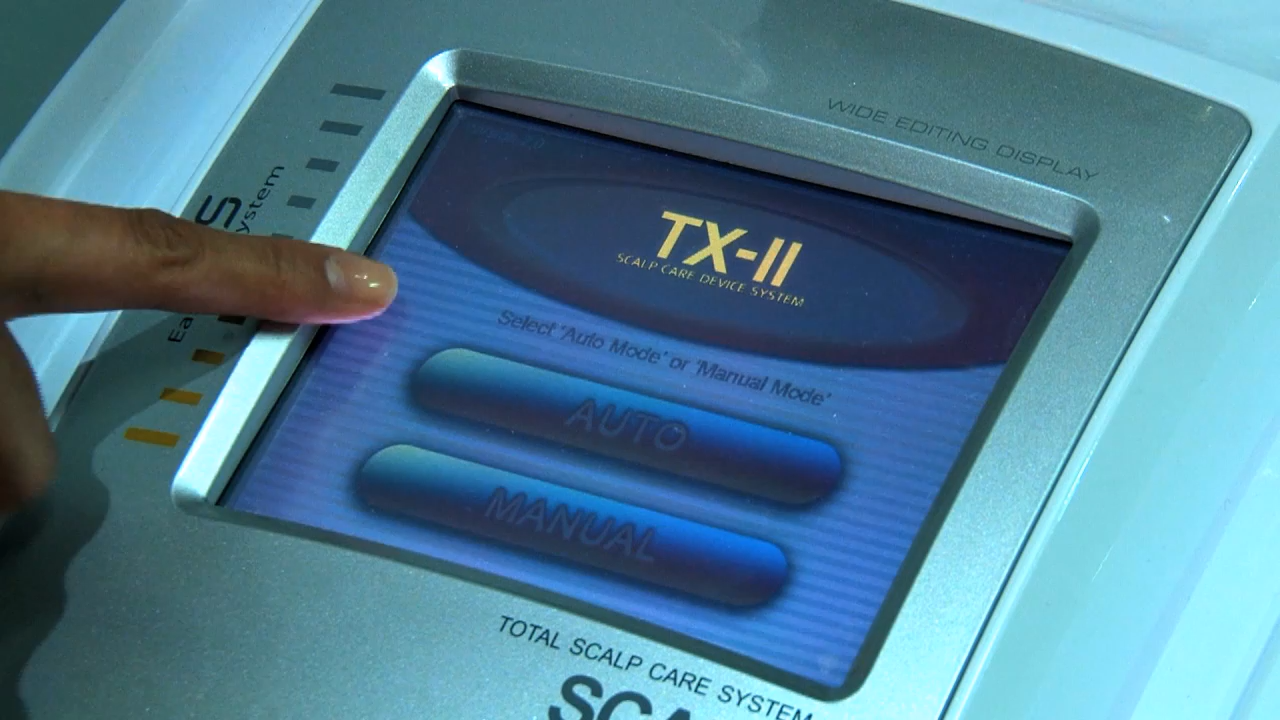 WIDE EDITING DISPLAY
TX-II
SCALP CARE DEVICE SYSTEM
Select 'Auto Mode' or 'Manual Mode'
AUTO
MANUAL
TOTAL SCALP CARE SYSTEM